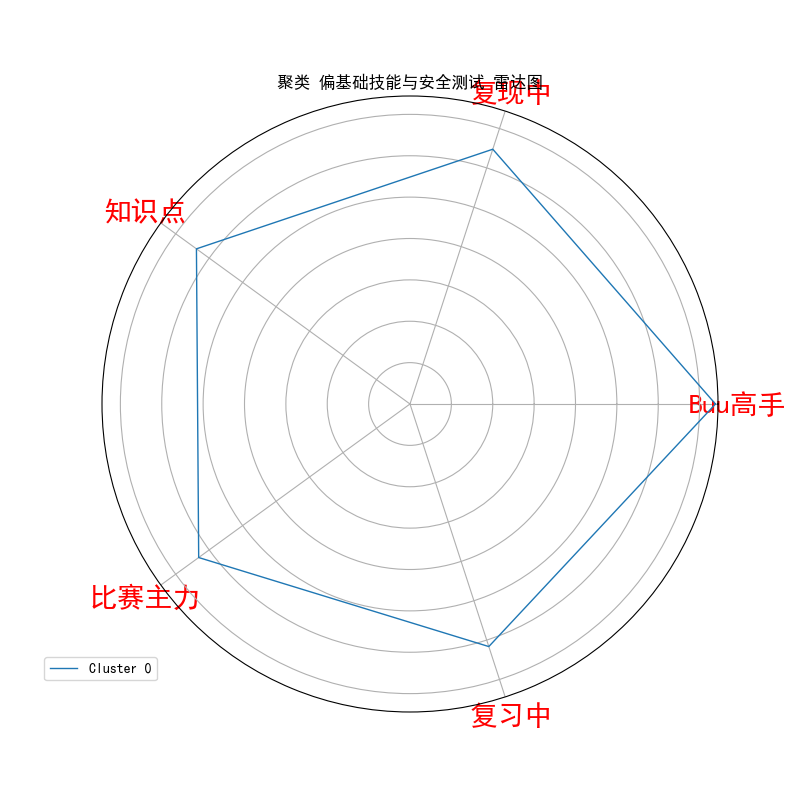 聚类 偏基础技能与安全测试 雷达图
复现中
知识点
Buu高手
比赛主力
Cluster 0
复习中